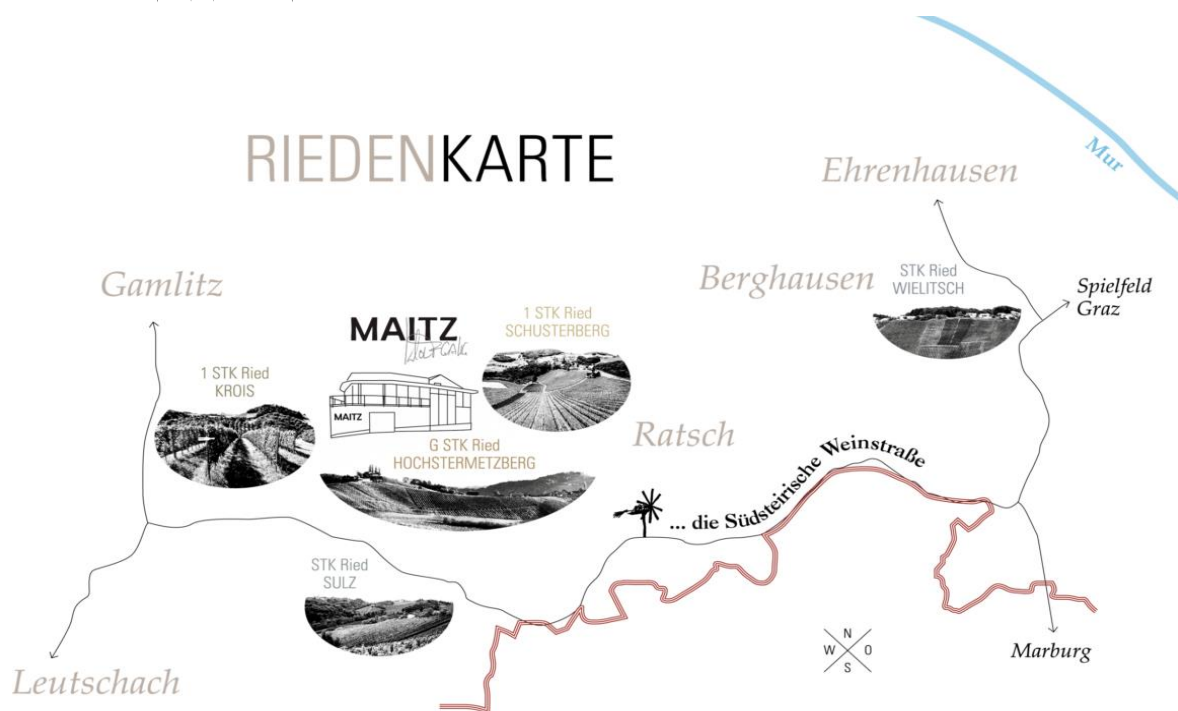 RIEDENKARTE
Mur
Ehrenhausen
Gamlitz
Berghausen
STK Ried
WIELITSCH
Spielfeld
Graz
MAITZ
WOLFGANG
1 STK Ried
SCHUSTERBERG
1 STK Ried
KROIS
MAITZ
G STK Ried
HOCHSTERMETZBERG
Ratsch
... die Südsteirische Weinstraße
STK Ried
SULZ
N
W O
S
Marburg
Leutschach